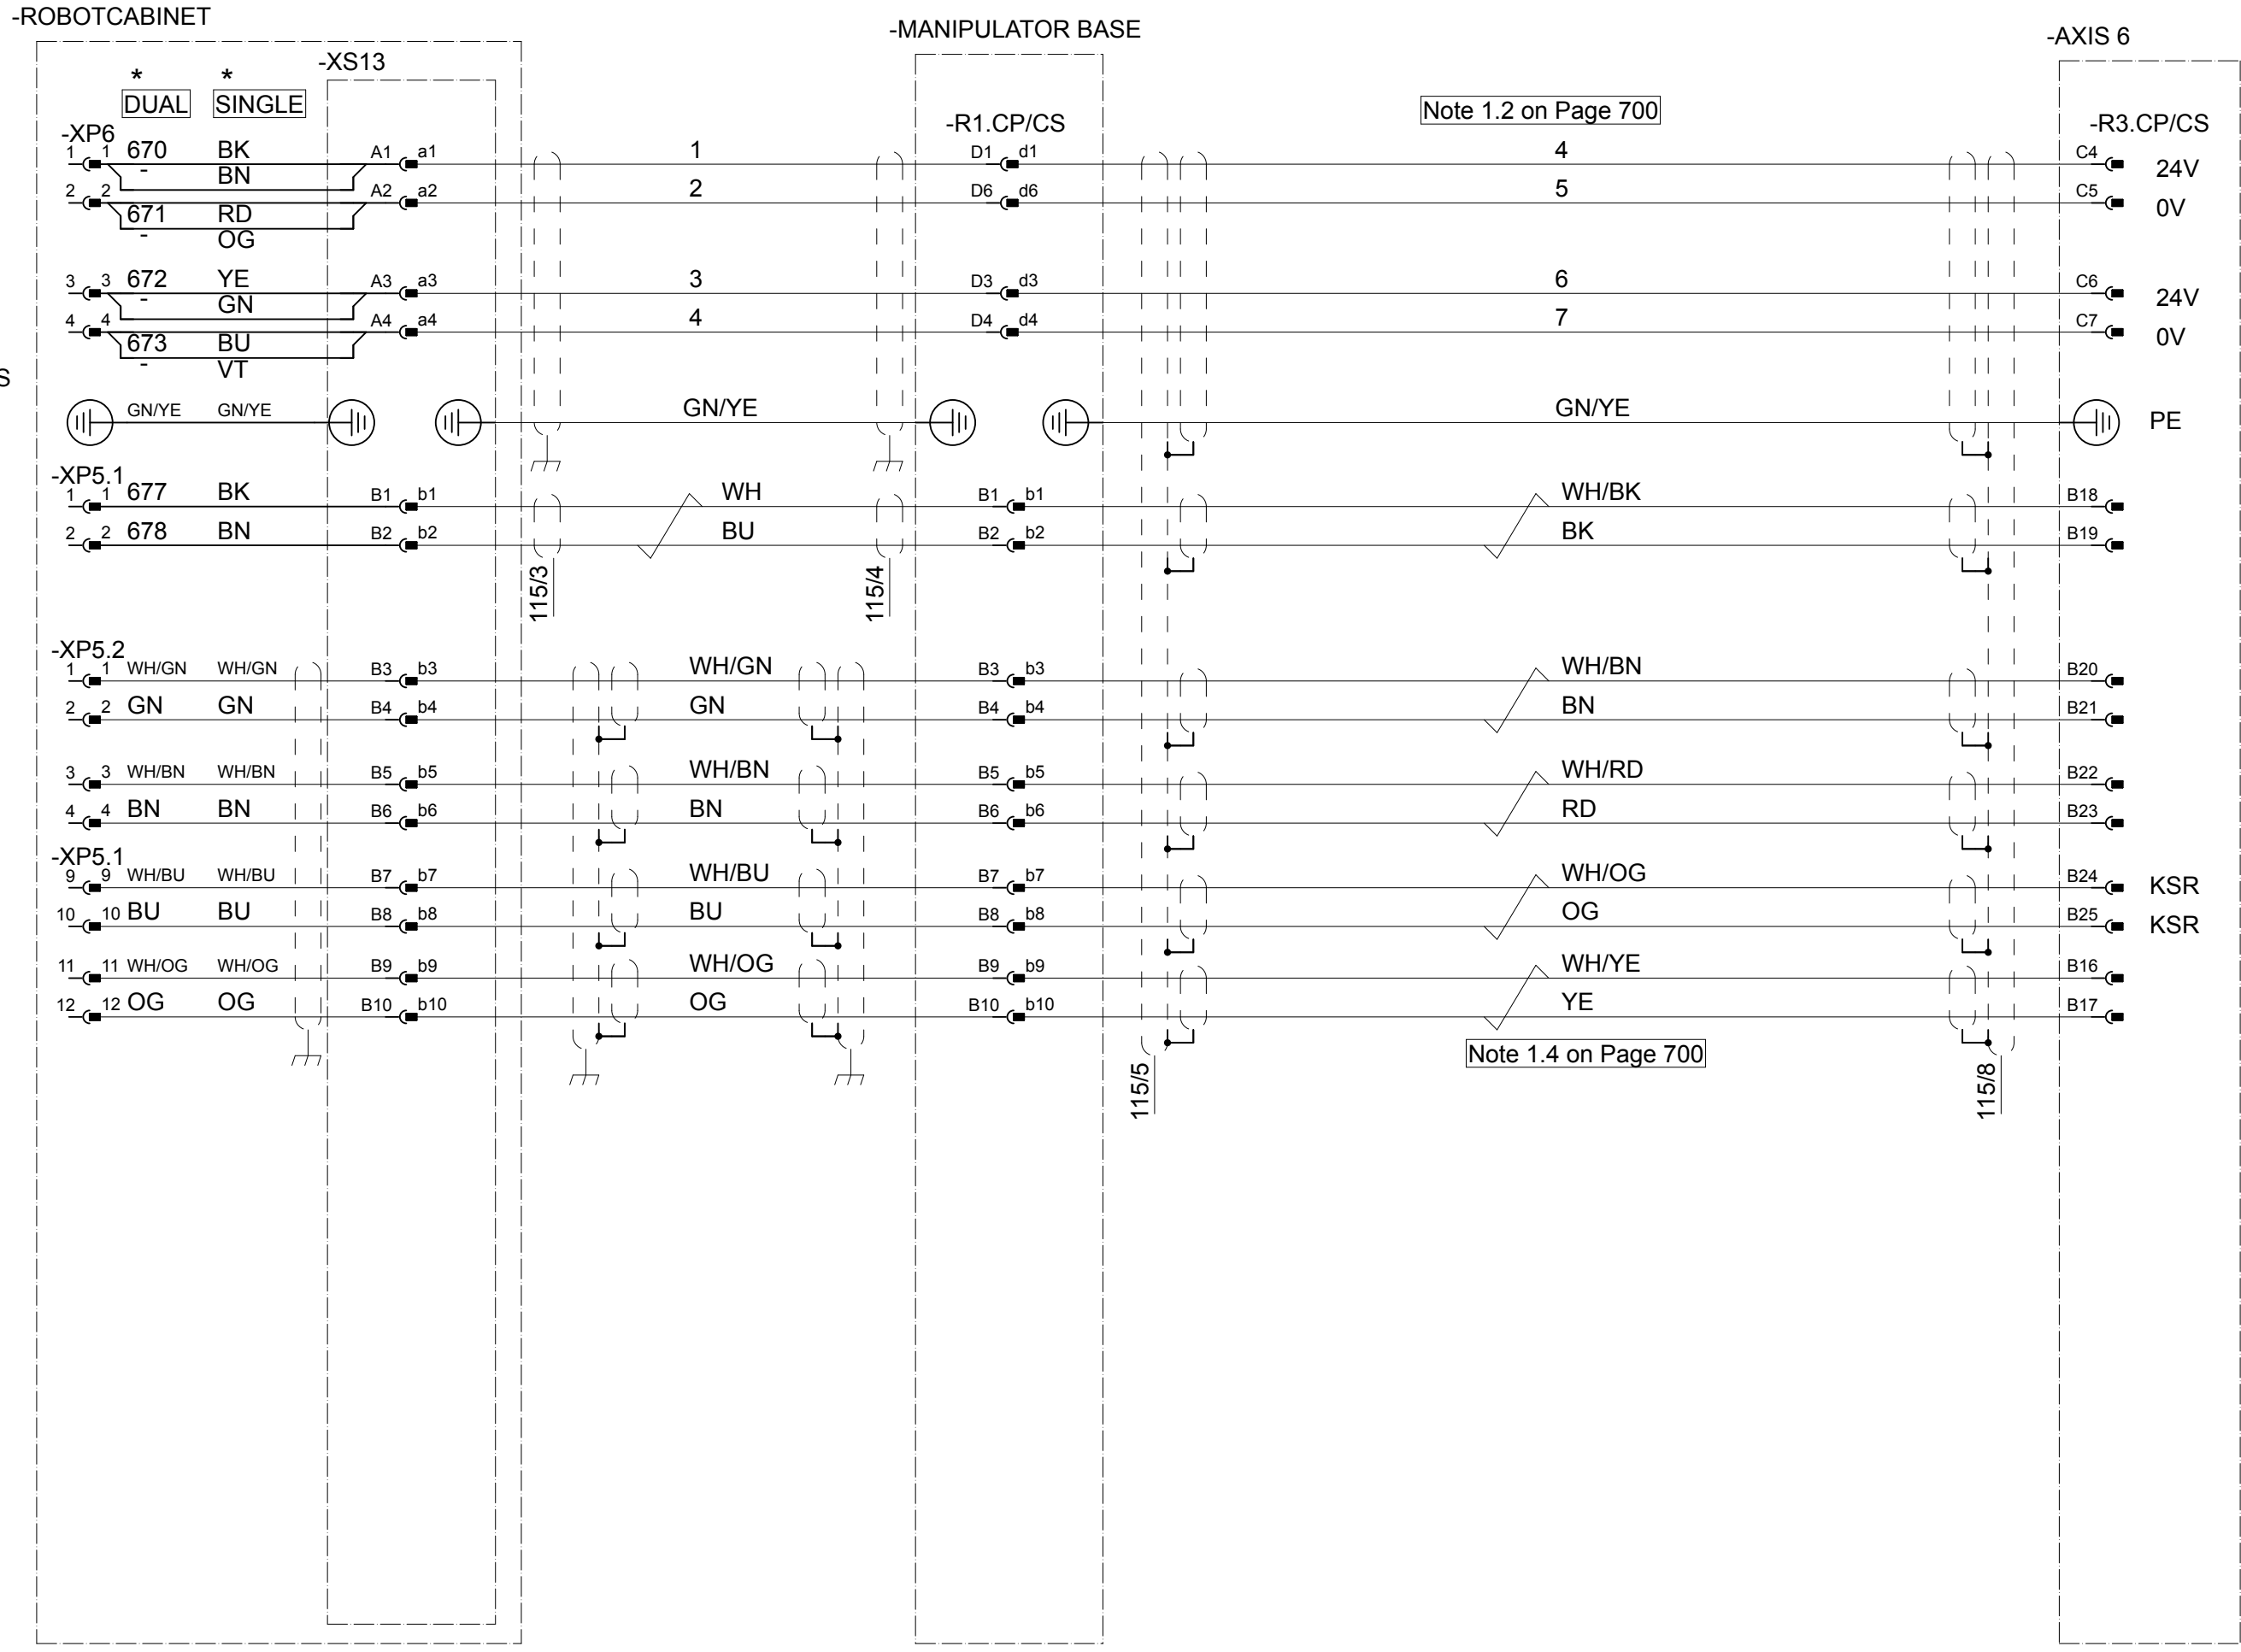 -ROBOTCABINET
-MANIPULATOR BASE
-AXIS 6
-XS13
* *
DUAL SINGLE
Note 1.2 on Page 700
-R1.CP/CS
-R3.CP/CS
-XP6
1 1 670 BK A1 a1 1 D1 d1 4 C4 24V
- BN
2 2 A2 a2 2 D6 d6 5 C5 0V
671 RD
- OG
3 3 672 YE A3 a3 3 D3 d3 6 C6 24V
- GN
4 4 A4 a4 4 D4 d4 7 C7 0V
673 BU
- VT
S
GN/YE GN/YE GN/YE GN/YE PE
-XP5.1
1 1 677 BK B1 b1 WH B1 b1 WH/BK B18
2 2 678 BN B2 b2 BU B2 b2 BK B19
115/3 115/4
-XP5.2
1 1 WH/GN WH/GN B3 b3 WH/GN B3 b3 WH/BN B20
2 2 GN GN B4 b4 GN B4 b4 BN B21
3 3 WH/BN WH/BN B5 b5 WH/BN B5 b5 WH/RD B22
4 4 BN BN B6 b6 BN B6 b6 RD B23
-XP5.1
9 9 WH/BU WH/BU B7 b7 WH/BU B7 b7 WH/OG B24 KSR
10 10 BU BU B8 b8 BU B8 b8 OG B25 KSR
11 11 WH/OG WH/OG B9 b9 WH/OG B9 b9 WH/YE B16
12 12 OG OG B10 b10 OG B10 b10 YE B17
Note 1.4 on Page 700
115/5 115/8